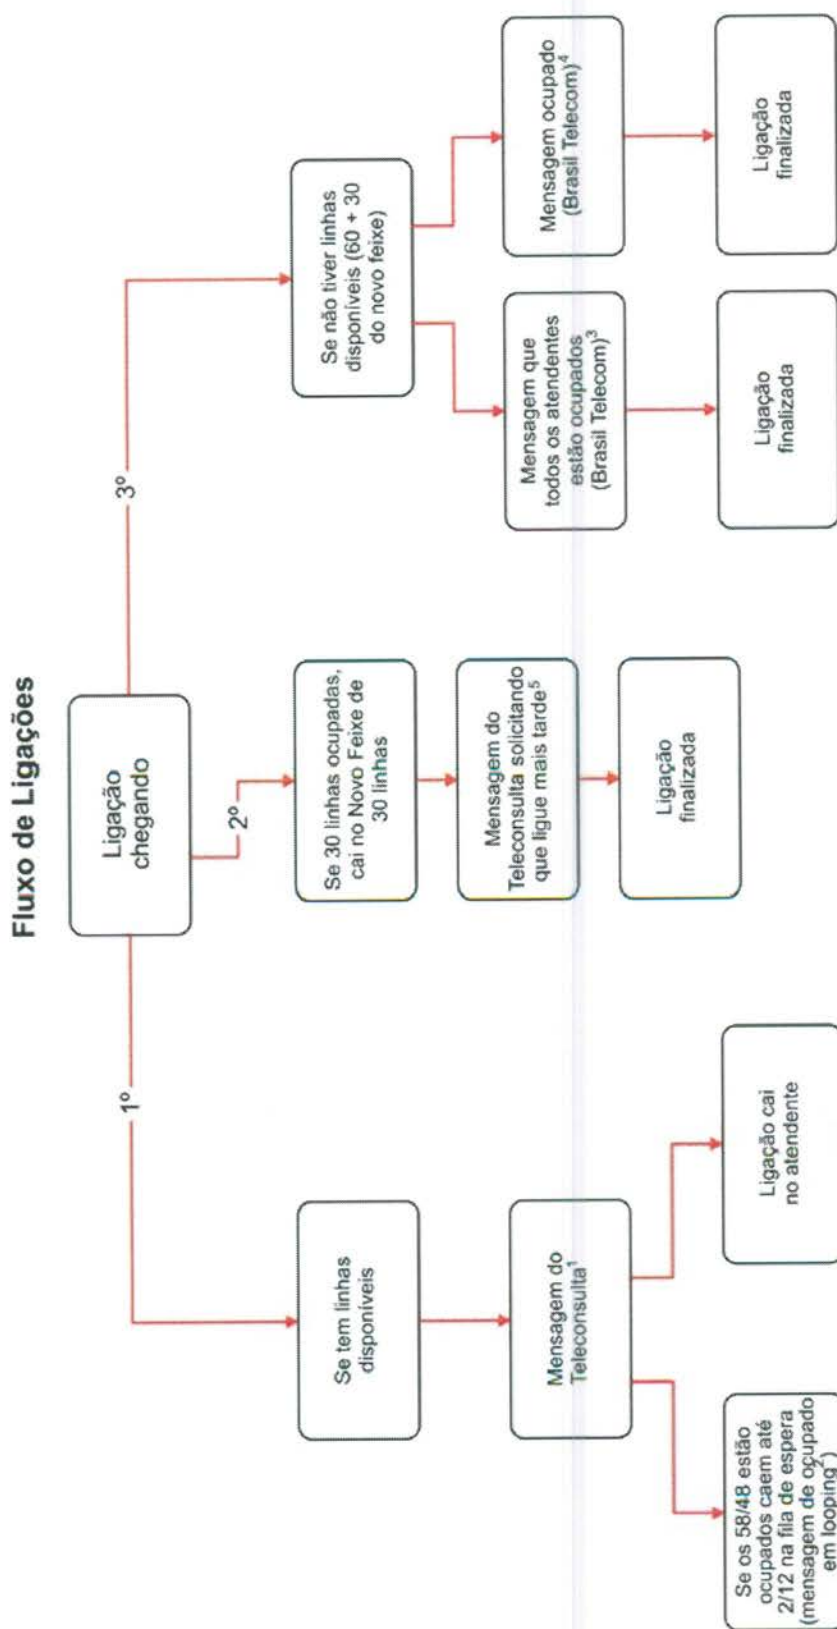 Fluxo de Ligações
Ligação
chegando
1º
2º
3º
Se tem linhas
disponíveis
Mensagem do
Teleconsulta¹
Se os 58/48 estão
ocupados caem até
2/12 na fila de espera
(mensagem de ocupado
em looping²)
Ligação cai
no atendente
Se 30 linhas ocupadas,
cai no Novo Feixe de
30 linhas
Mensagem do
Teleconsulta solicitando
que ligue mais tarde⁵
Ligação
finalizada
Se não tiver linhas
disponíveis (60 + 30
do novo feixe)
Mensagem que
todos os atendentes
estão ocupados
(Brasil Telecom)³
Ligação
finalizada
Mensagem ocupado
(Brasil Telecom)⁴
Ligação
finalizada